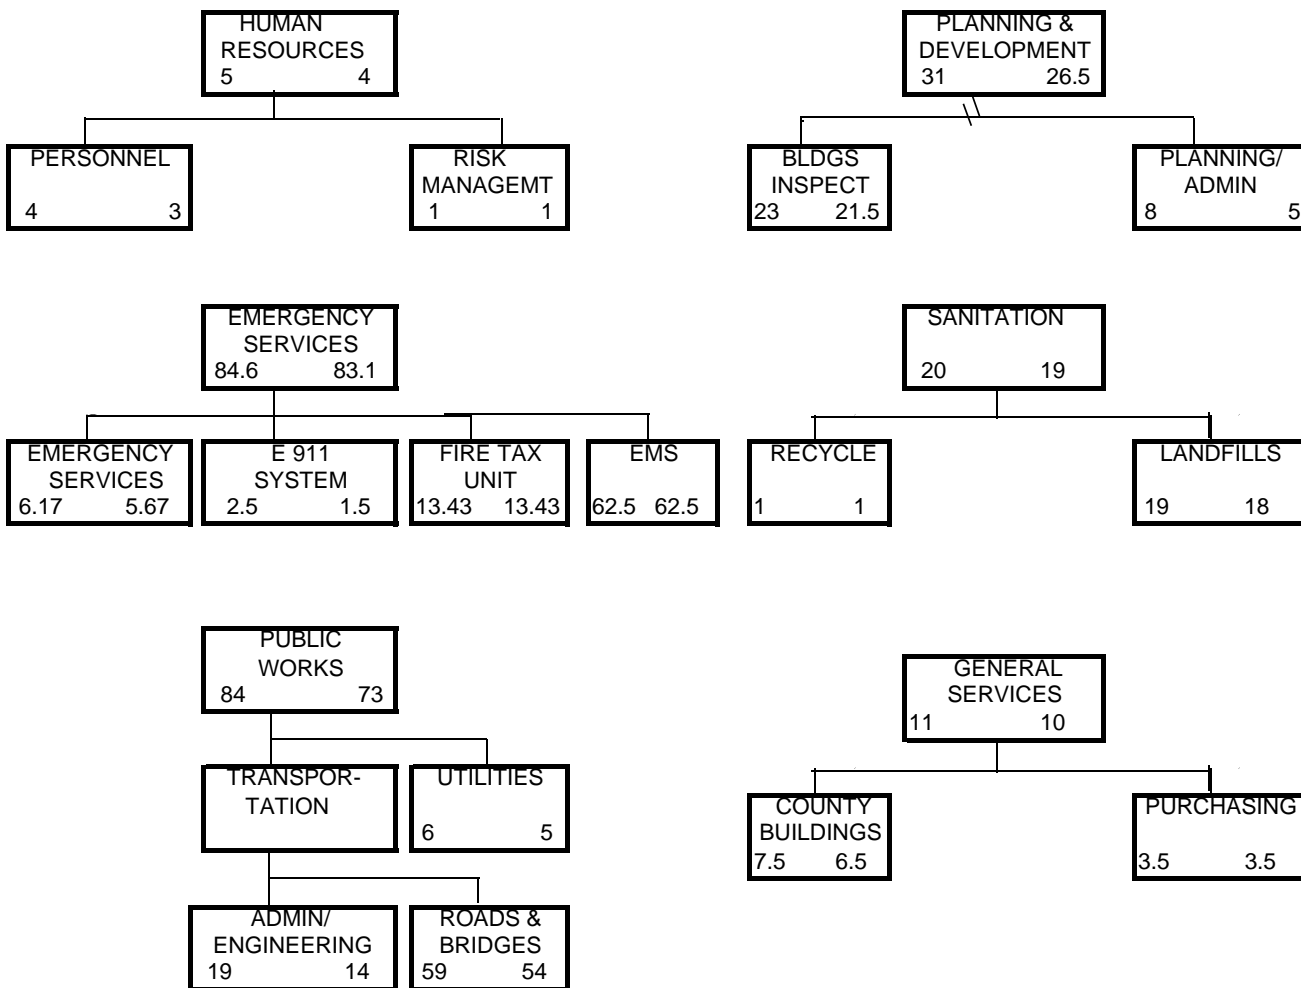 HUMAN
RESOURCES
5 4
PERSONNEL
4 3
RISK
MANAGEMT
1 1
PLANNING &
DEVELOPMENT
31 26.5
BLDGS
INSPECT
23 21.5
PLANNING/
ADMIN
8 5
EMERGENCY
SERVICES
84.6 83.1
EMERGENCY
SERVICES
6.17 5.67
E 911
SYSTEM
2.5 1.5
FIRE TAX
UNIT
13.43 13.43
EMS
62.5 62.5
SANITATION
20 19
RECYCLE
1 1
LANDFILLS
19 18
PUBLIC
WORKS
84 73
TRANSPOR-
TATION
UTILITIES
6 5
ADMIN/
ENGINEERING
19 14
ROADS &
BRIDGES
59 54
GENERAL
SERVICES
11 10
COUNTY
BUILDINGS
7.5 6.5
PURCHASING
3.5 3.5